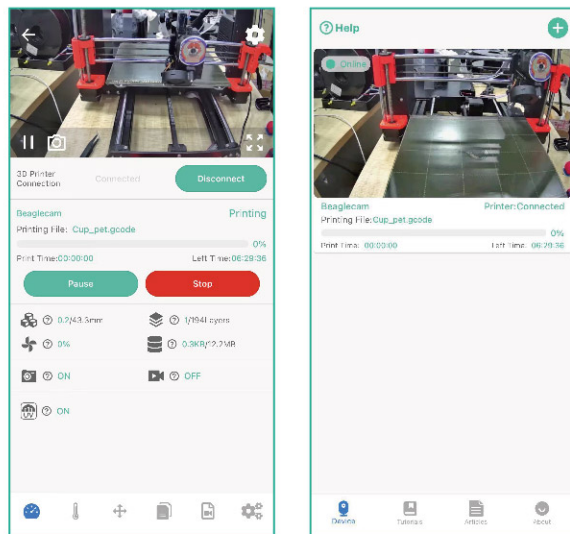 3D Printer
Connection
Connected
Disconnect
Beaglecam
Printing
Printing File: Cup_pet.gcode
0%
Print Time:00:00:00
Left Time:06:29:36
Pause
Stop
0.2/43.3mm
1/194Layers
0%
0.3KB/12.2MB
ON
OFF
UV
ON
Help
Online
Beaglecam
Printer:Connected
Printing File:Cup_pet.gcode
0%
Print Time: 00:00:00
Left Time: 06:29:36
Device
Tutorials
Articles
About